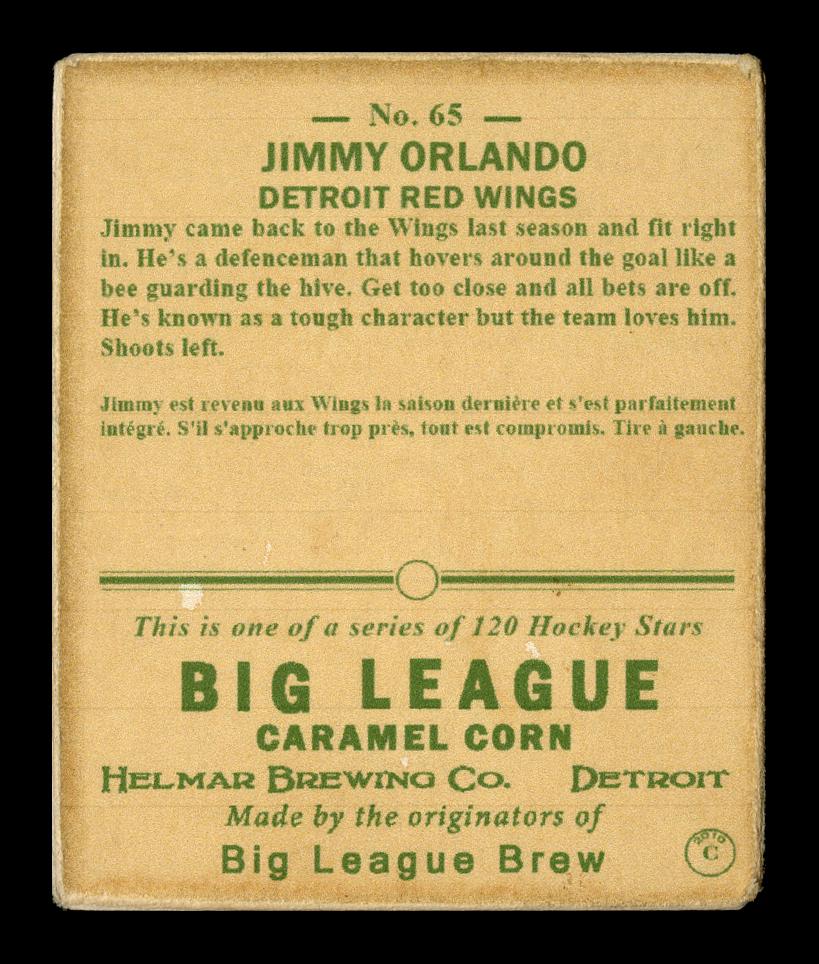 — No. 65 —
JIMMY ORLANDO
DETROIT RED WINGS
Jimmy came back to the Wings last season and fit right
in. He's a defenceman that hovers around the goal like a
bee guarding the hive. Get too close and all bets are off.
He's known as a tough character but the team loves him.
Shoots left.
Jimmy est revenu aux Wings la saison dernière et s'est parfaitement
intégré. S'il s'approche trop près, tout est compromis. Tire à gauche.
This is one of a series of 120 Hockey Stars
BIG LEAGUE
CARAMEL CORN
HELMAR BREWING CO. DETROIT
Made by the originators of
Big League Brew
2010
C